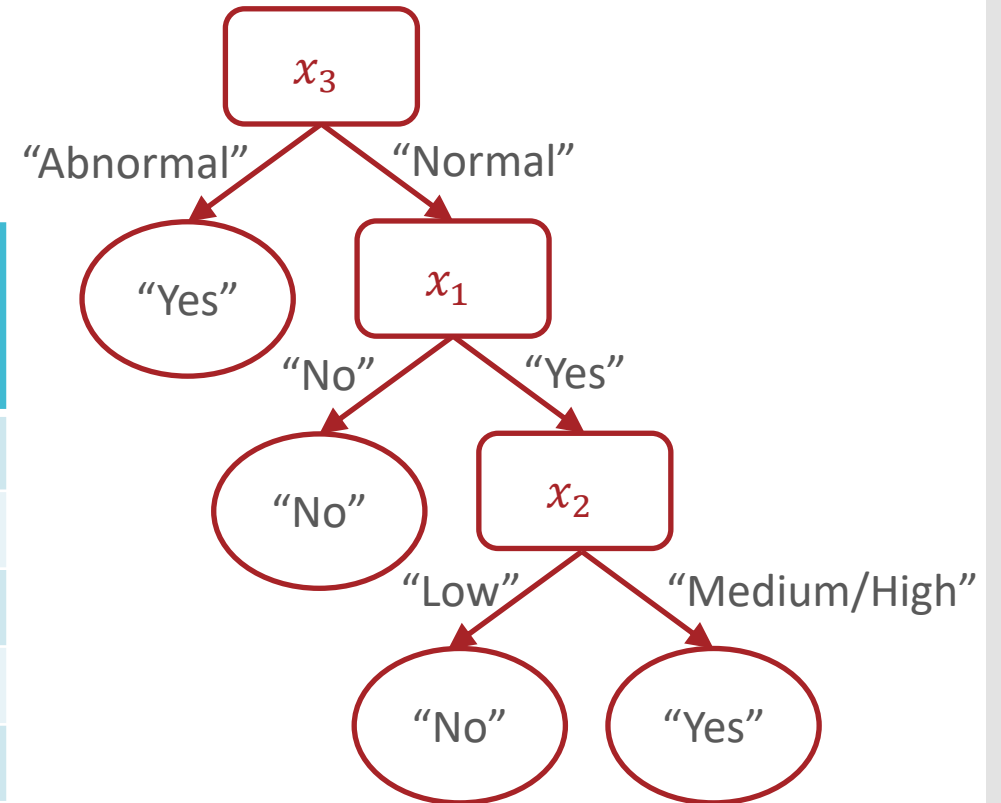 x₃
“Abnormal” “Normal”
“Yes” x₁
“No” “Yes”
“No” x₂
“Low” “Medium/High”
“No” “Yes”